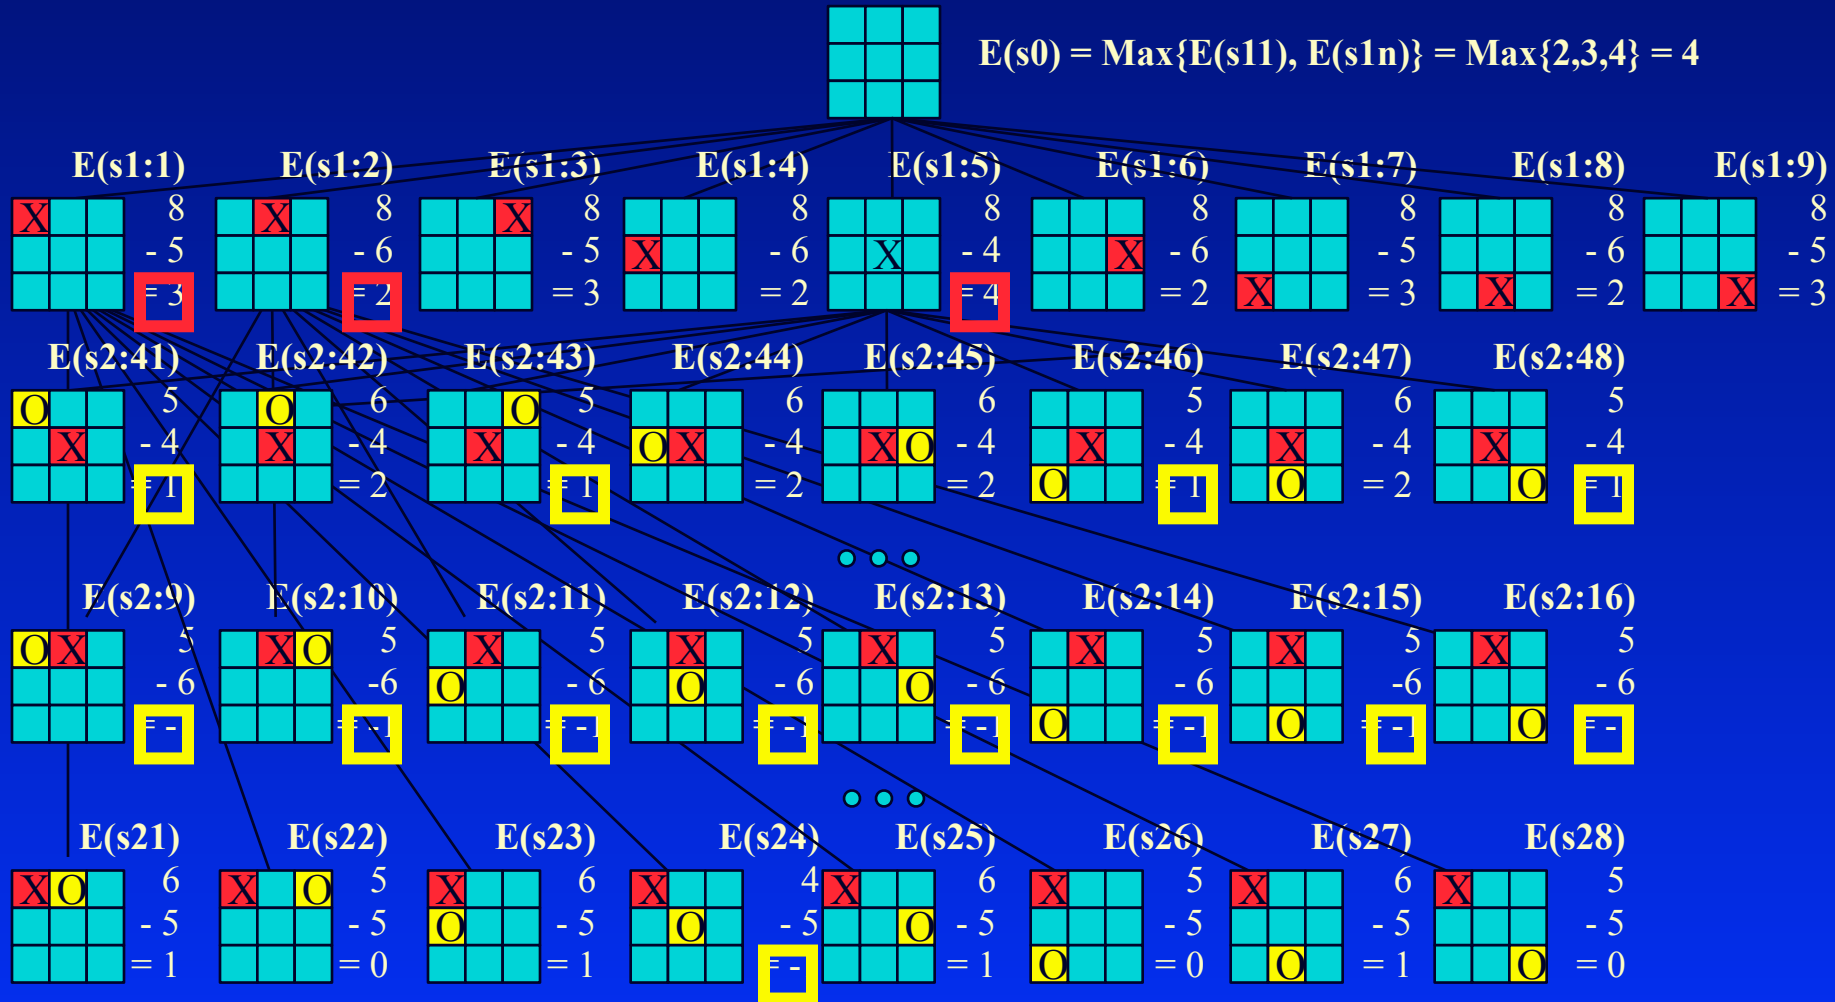 E(s0) = Max{E(s11), E(s1n)} = Max{2,3,4} = 4
E(s1:1) E(s1:2) E(s1:3) E(s1:4) E(s1:5) E(s1:6) E(s1:7) E(s1:8) E(s1:9)
X 8 X 8 X 8 8 8 8 8 8 8
- 5 - 6 - 5 X - 6 X - 4 X - 6 - 5 - 6 - 5
= 3 = 2 = 3 = 2 = 4 = 2 X = 3 X = 2 X = 3
E(s2:41) E(s2:42) E(s2:43) E(s2:44) E(s2:45) E(s2:46) E(s2:47) E(s2:48)
O 5 O 6 O 5 6 6 5 6 5
X - 4 X - 4 X - 4 O X - 4 X O - 4 X - 4 X - 4 X - 4
= 1 = 2 = 1 = 2 = 2 O = 1 O = 2 O = 1
E(s2:9) E(s2:10) E(s2:11) E(s2:12) E(s2:13) E(s2:14) E(s2:15) E(s2:16)
O X 5 X O 5 X 5 X 5 X 5 X 5 X 5 X 5
- 6 -6 O - 6 O - 6 O - 6 - 6 -6 - 6
= - = -1 = -1 = -1 = -1 O = -1 O = -1 O = -
E(s21) E(s22) E(s23) E(s24) E(s25) E(s26) E(s27) E(s28)
X O 6 X O 5 X 6 X 4 X 6 X 5 X 6 X 5
- 5 - 5 O - 5 O - 5 O - 5 - 5 - 5 - 5
= 1 = 0 = 1 = - = 1 O = 0 O = 1 O = 0